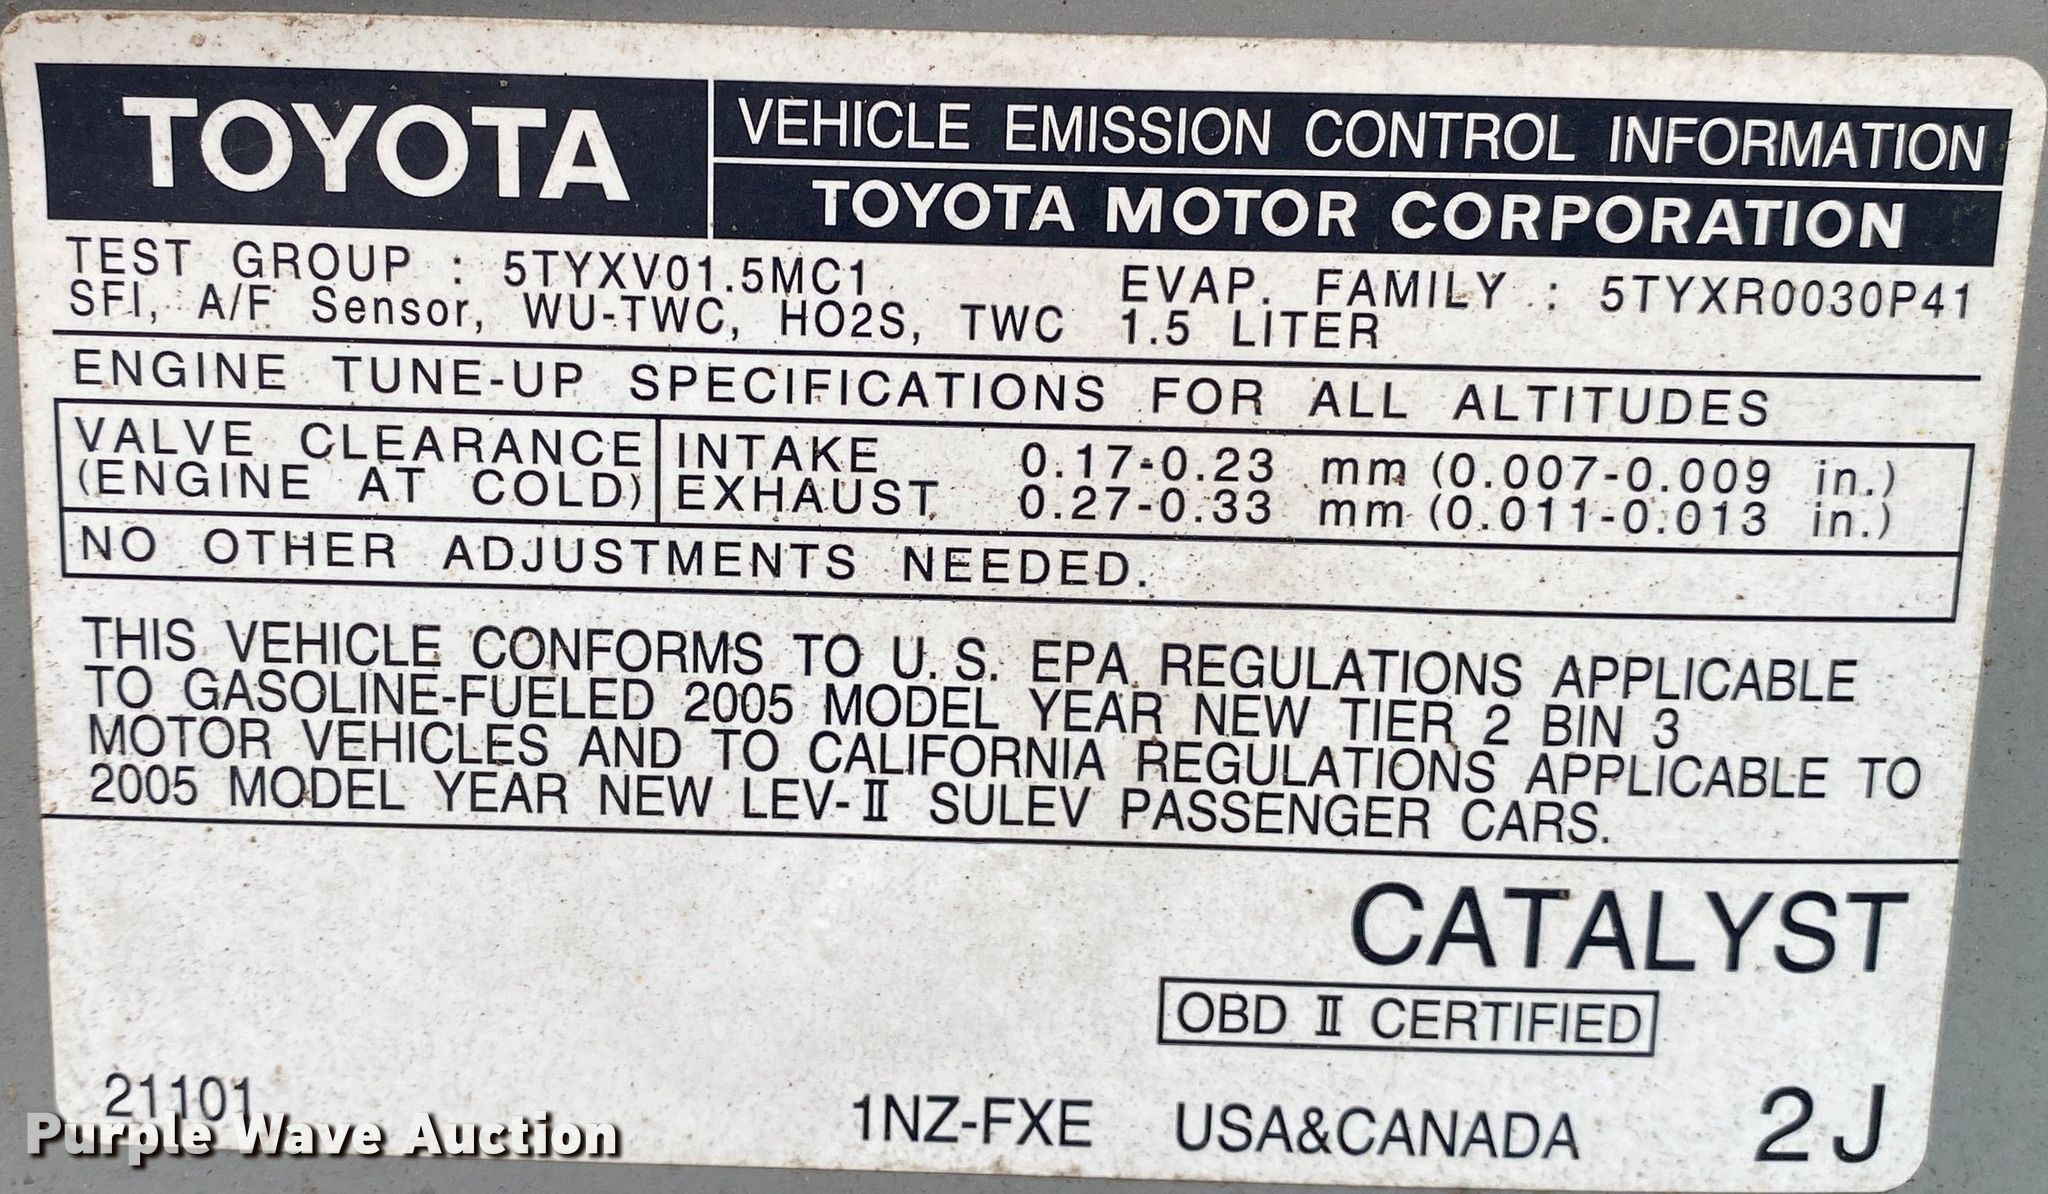 TOYOTA
VEHICLE EMISSION CONTROL INFORMATION
TOYOTA MOTOR CORPORATION
TEST GROUP : 5TYXV01.5MC1 EVAP. FAMILY : 5TYXR0030P41
SFI, A/F Sensor, WU-TWC, HO2S, TWC 1.5 LITER
ENGINE TUNE-UP SPECIFICATIONS FOR ALL ALTITUDES
VALVE CLEARANCE INTAKE 0.17-0.23 mm (0.007-0.009 in.)
(ENGINE AT COLD) EXHAUST 0.27-0.33 mm (0.011-0.013 in.)
NO OTHER ADJUSTMENTS NEEDED.
THIS VEHICLE CONFORMS TO U.S. EPA REGULATIONS APPLICABLE
TO GASOLINE-FUELED 2005 MODEL YEAR NEW TIER 2 BIN 3
MOTOR VEHICLES AND TO CALIFORNIA REGULATIONS APPLICABLE TO
2005 MODEL YEAR NEW LEV-II SULEV PASSENGER CARS.
CATALYST
OBD II CERTIFIED
21101 1NZ-FXE USA&CANADA 2J
Purple Wave Auction